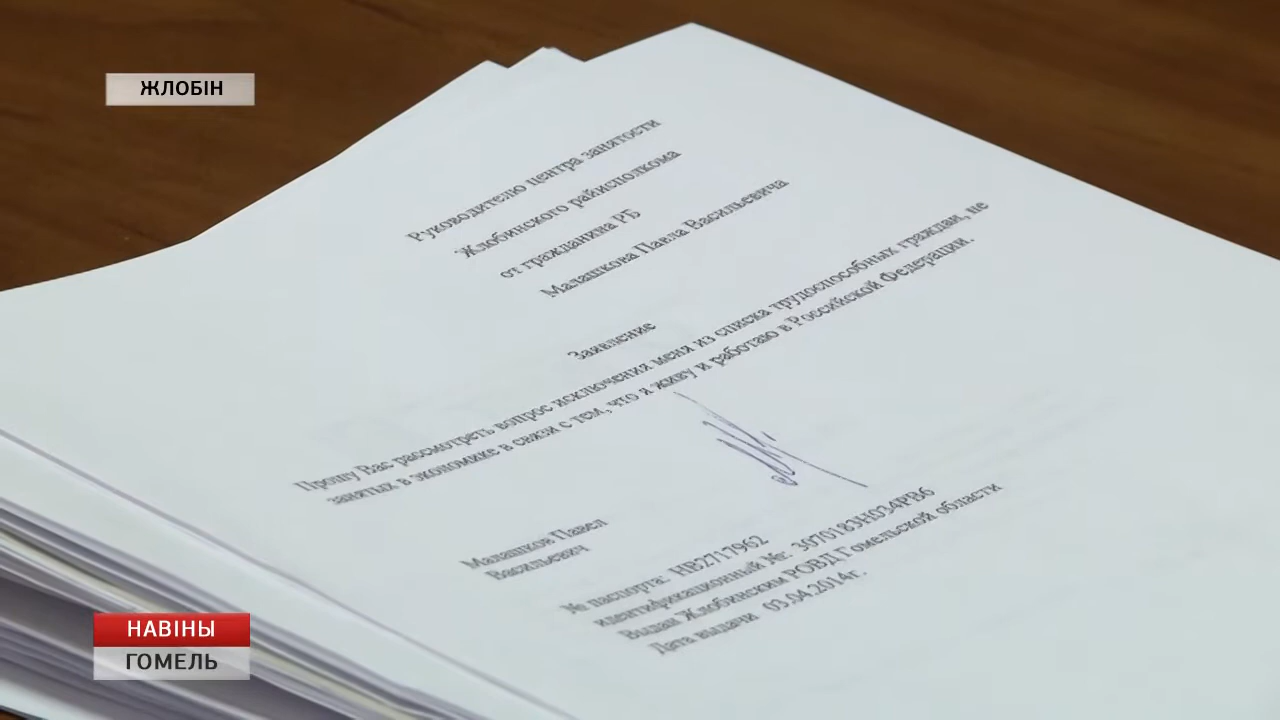 ЖЛОБІН
Руководителю центра занятости
Жлобинского райисполкома
от гражданина РБ
Малашкова Павла Васильевича
Заявление
Прошу Вас рассмотреть вопрос исключения меня из списка трудоспособных граждан, не
занятых в экономике в связи с тем, что я живу и работаю в Российской Федерации.
Малашков Павел
Васильевич
№ паспорта: НВ2717962
идентификационный №: 3070183Н034РВ6
Выдан Жлобинским РОВД Гомельской области
Дата выдачи 03.04.2014г.
НАВІНЫ
ГОМЕЛЬ